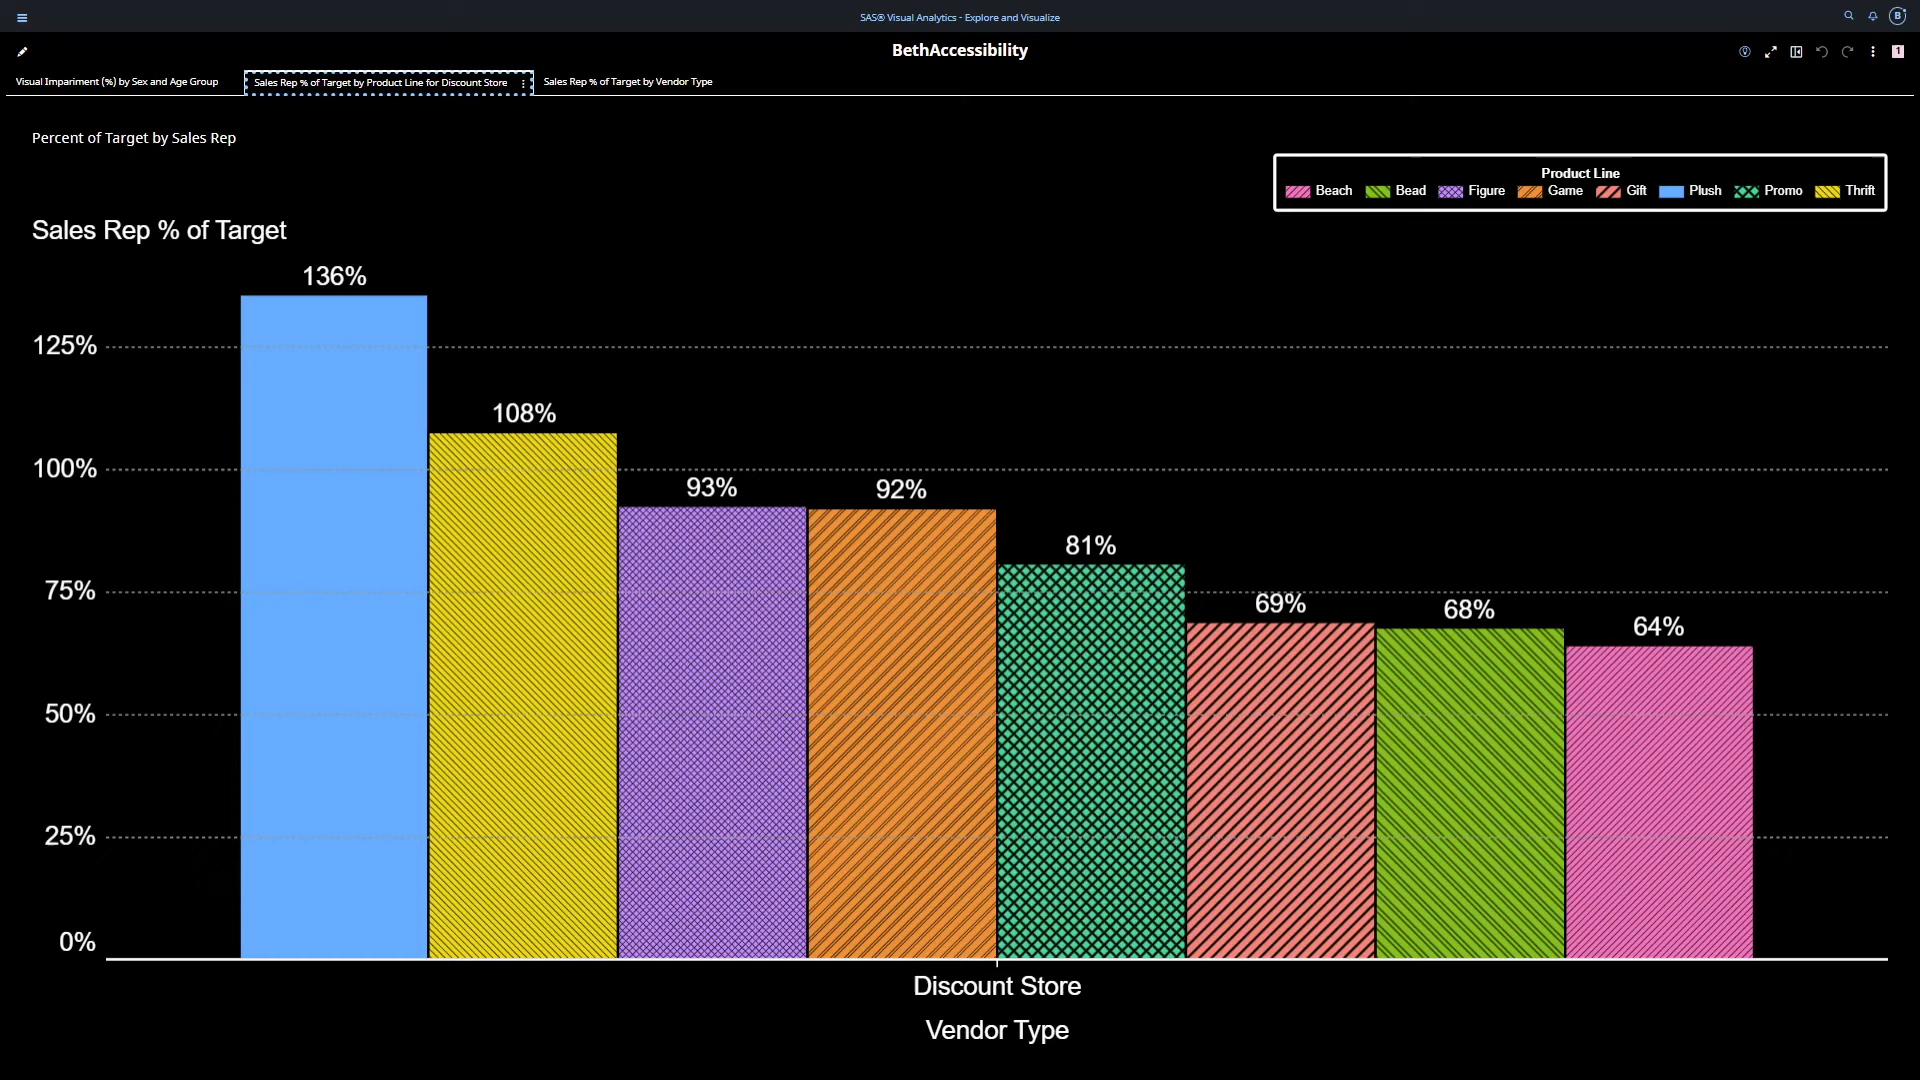 SAS® Visual Analytics - Explore and Visualize
B
BethAccessibility
1
Visual Impariment (%) by Sex and Age Group
Sales Rep % of Target by Product Line for Discount Store
Sales Rep % of Target by Vendor Type
Percent of Target by Sales Rep
Product Line
Beach Bead Figure Game Gift Plush Promo Thrift
Sales Rep % of Target
136%
125%
108%
100%
93%
92%
81%
75%
69%
68%
64%
50%
25%
0%
Discount Store
Vendor Type